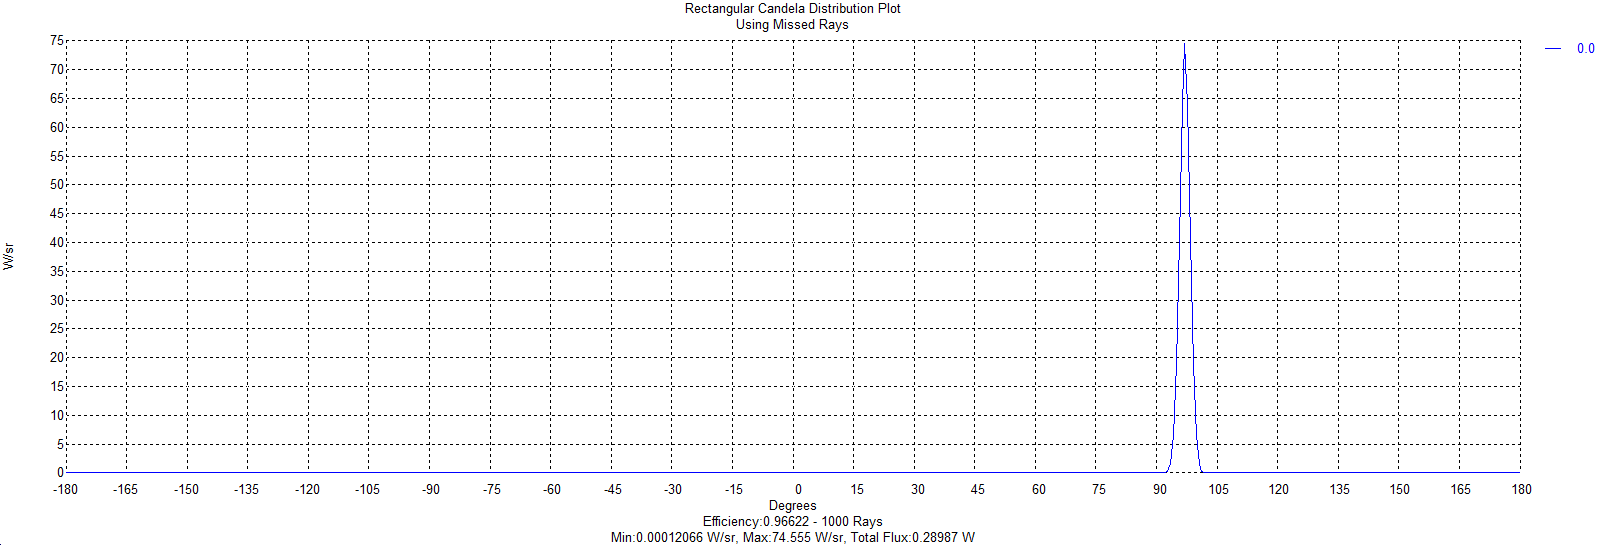 Rectangular Candela Distribution Plot
Using Missed Rays
75
70
65
60
55
50
45
40
35
30
25
20
15
10
5
0
W/sr
0.0
-180 -165 -150 -135 -120 -105 -90 -75 -60 -45 -30 -15 0 15 30 45 60 75 90 105 120 135 150 165 180
Degrees
Efficiency:0.96622 - 1000 Rays
Min:0.00012066 W/sr, Max:74.555 W/sr, Total Flux:0.28987 W